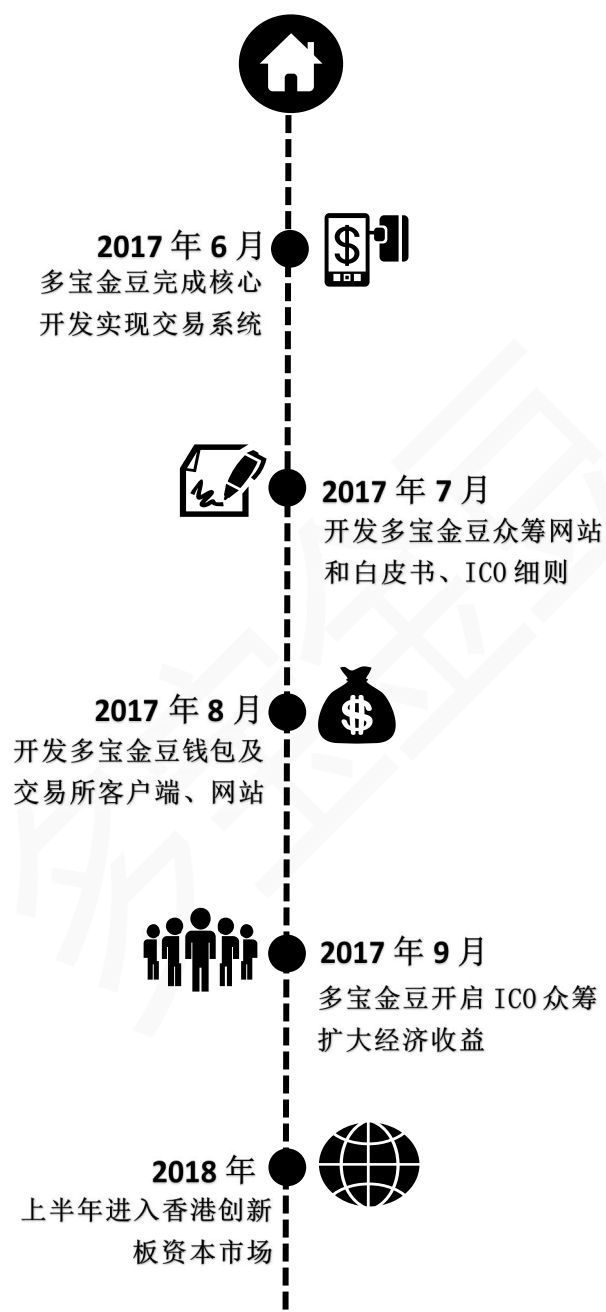 2017 年 6 月
多宝金豆完成核心
开发实现交易系统
2017 年 7 月
开发多宝金豆众筹网站
和白皮书、ICO 细则
2017 年 8 月
开发多宝金豆钱包及
交易所客户端、网站
2017 年 9 月
多宝金豆开启 ICO 众筹
扩大经济收益
2018 年
上半年进入香港创新
板资本市场
多宝金豆